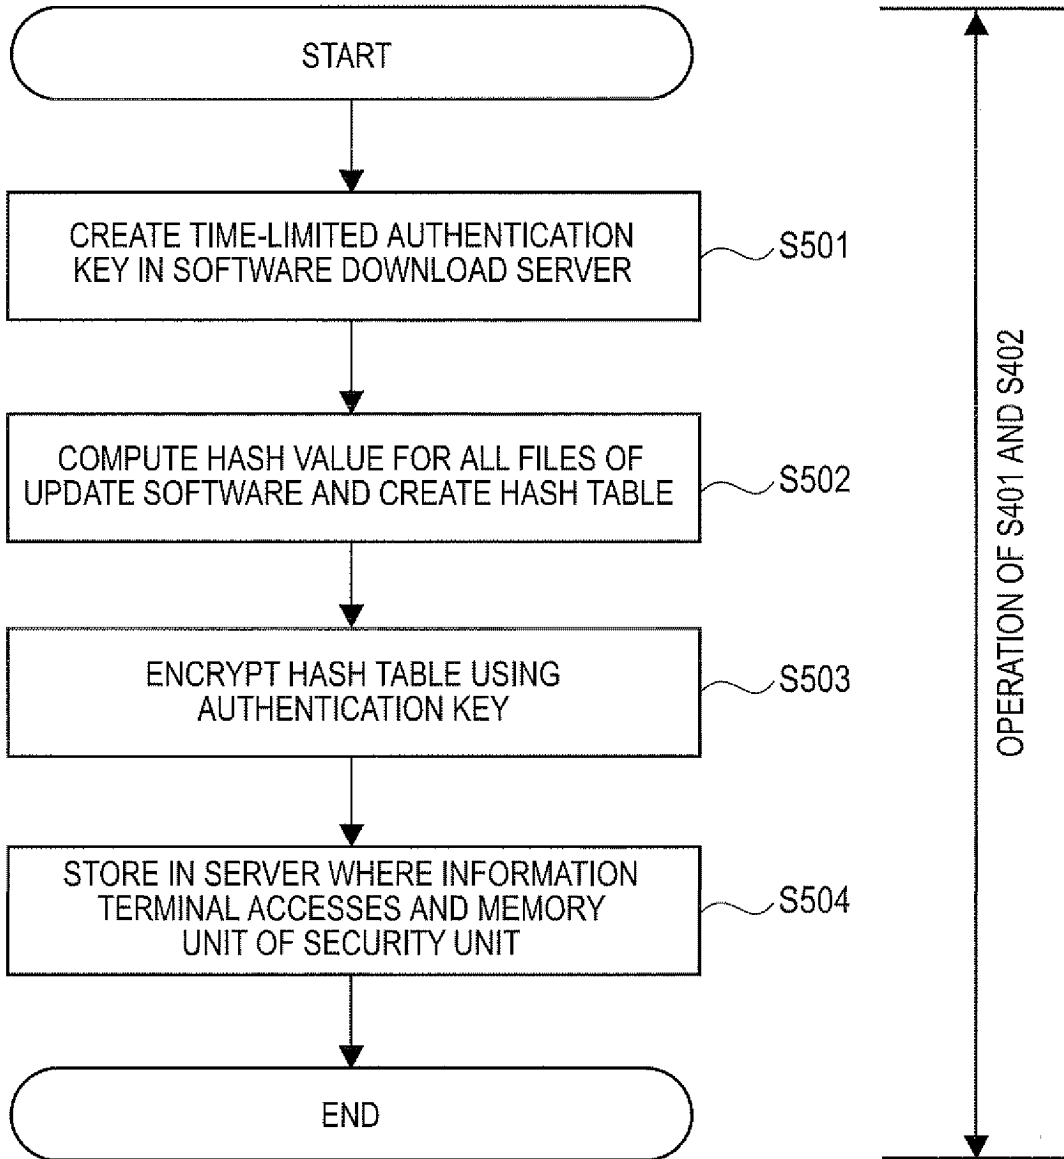 START
CREATE TIME-LIMITED AUTHENTICATION
KEY IN SOFTWARE DOWNLOAD SERVER
S501
COMPUTE HASH VALUE FOR ALL FILES OF
UPDATE SOFTWARE AND CREATE HASH TABLE
S502
ENCRYPT HASH TABLE USING
AUTHENTICATION KEY
S503
STORE IN SERVER WHERE INFORMATION
TERMINAL ACCESSES AND MEMORY
UNIT OF SECURITY UNIT
S504
END
OPERATION OF S401 AND S402